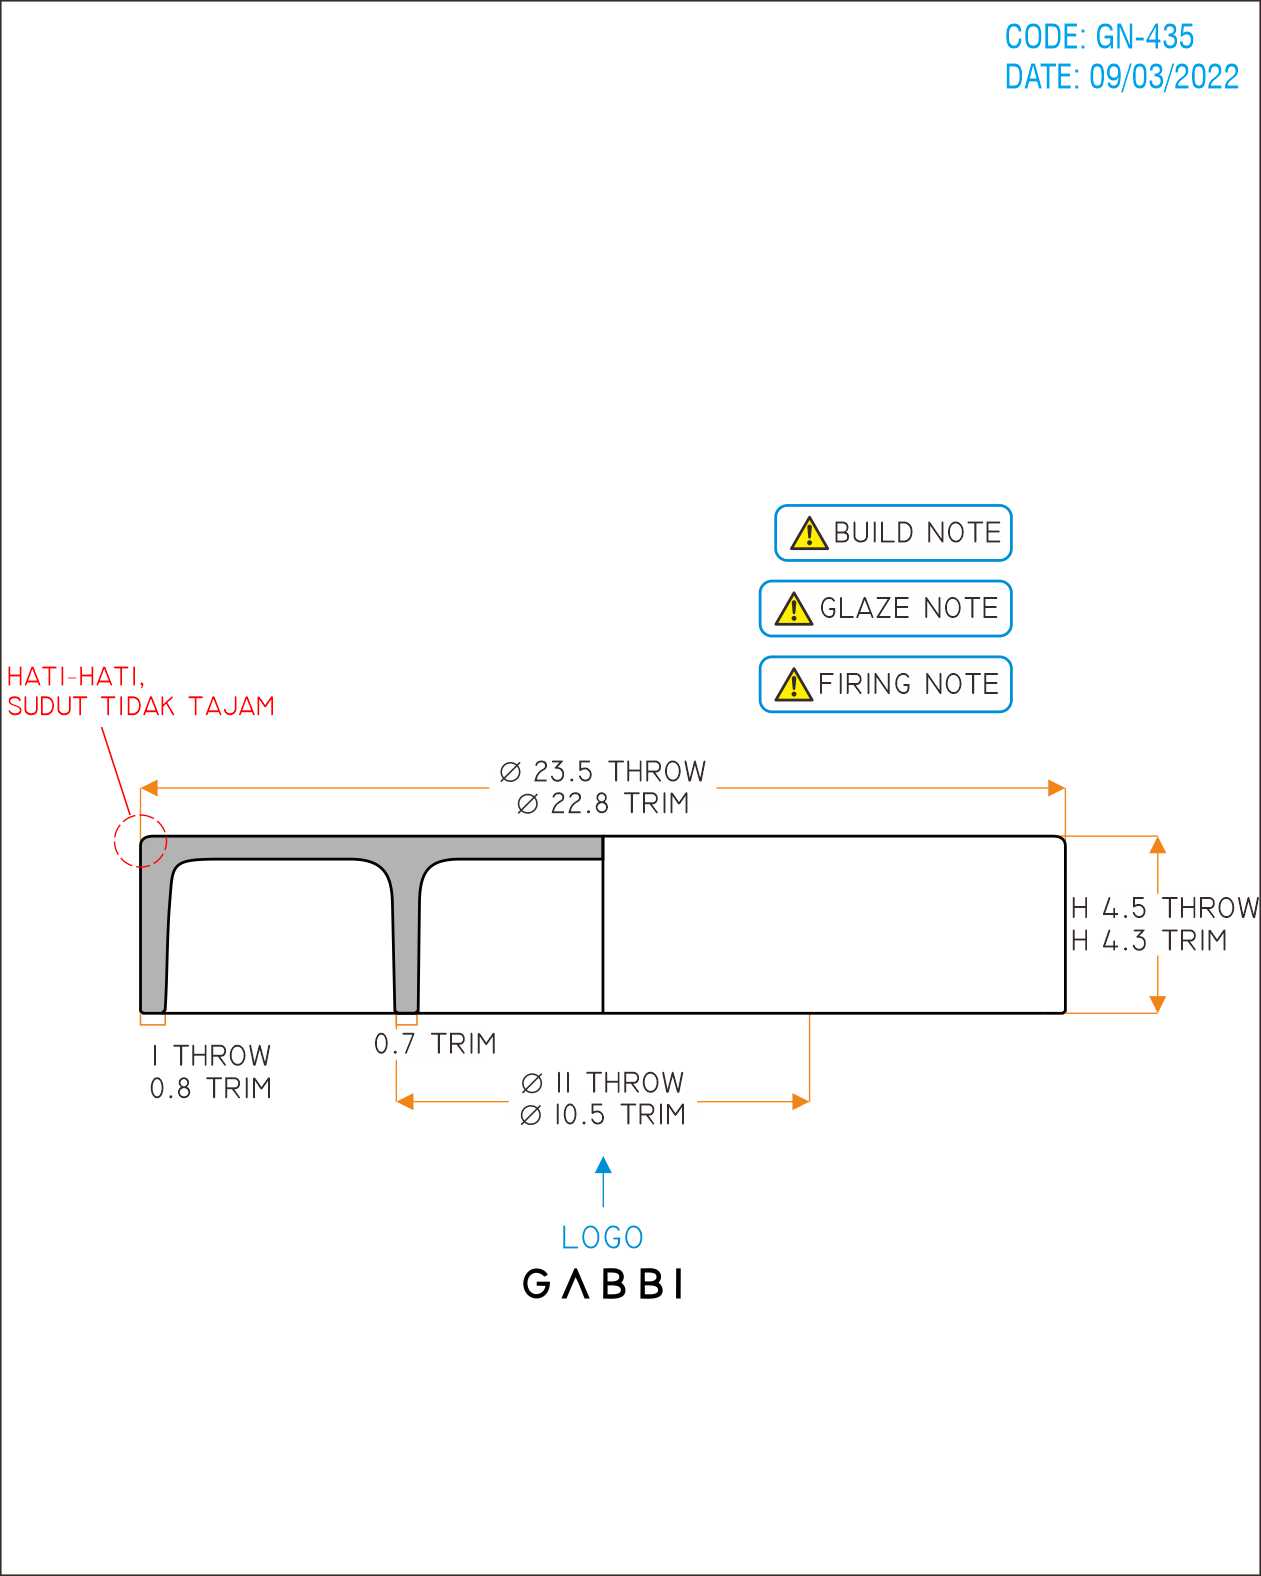 CODE: GN-435
DATE: 09/03/2022
BUILD NOTE
GLAZE NOTE
FIRING NOTE
HATI-HATI,
SUDUT TIDAK TAJAM
Ø 23.5 THROW
Ø 22.8 TRIM
H 4.5 THROW
H 4.3 TRIM
0.7 TRIM
1 THROW
0.8 TRIM
Ø 11 THROW
Ø 10.5 TRIM
LOGO
GABBI